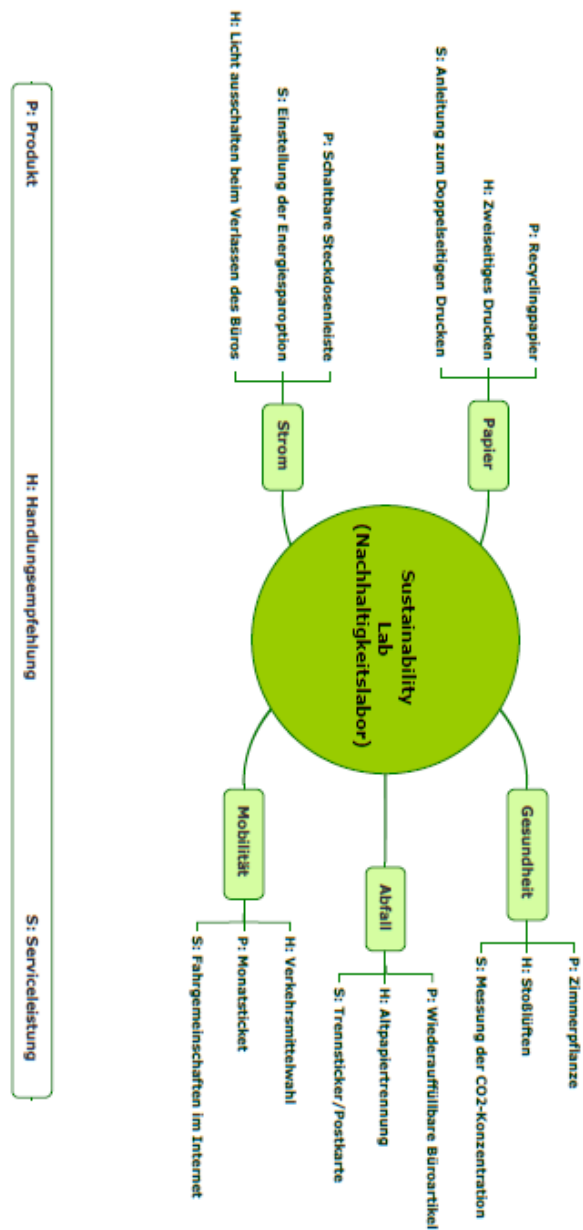 Sustainability
Lab
(Nachhaltigkeitslabor)
Papier
P: Recyclingpapier
H: Zweiseitiges Drucken
S: Anleitung zum Doppelseitigen Drucken
Strom
P: Schaltbare Steckdosenleiste
S: Einstellung der Energiesparoption
H: Licht ausschalten beim Verlassen des Büros
Gesundheit
P: Zimmerpflanze
H: Stoßlüften
S: Messung der CO2-Konzentration
Abfall
P: Wiederauffüllbare Büroartikel
H: Altpapiertrennung
S: Trennsticker/Postkarte
Mobilität
H: Verkehrsmittelwahl
P: Monatsticket
S: Fahrgemeinschaften im Internet
P: Produkt
H: Handlungsempfehlung
S: Serviceleistung